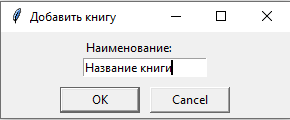 Добавить книгу
Наименование:
Название книги
OK Cancel